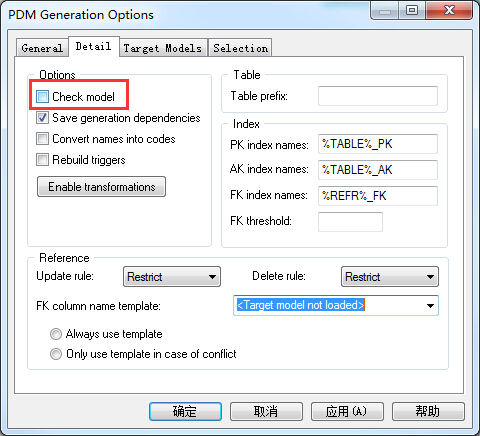 PDM Generation Options
General Detail Target Models Selection
Options
Check model
Save generation dependencies
Convert names into codes
Rebuild triggers
Enable transformations
Table
Table prefix:
Index
PK index names: %TABLE%_PK
AK index names: %TABLE%_AK
FK index names: %REFR%_FK
FK threshold:
Reference
Update rule: Restrict Delete rule: Restrict
FK column name template: <Target model not loaded>
Always use template
Only use template in case of conflict
确定 取消 应用(A) 帮助